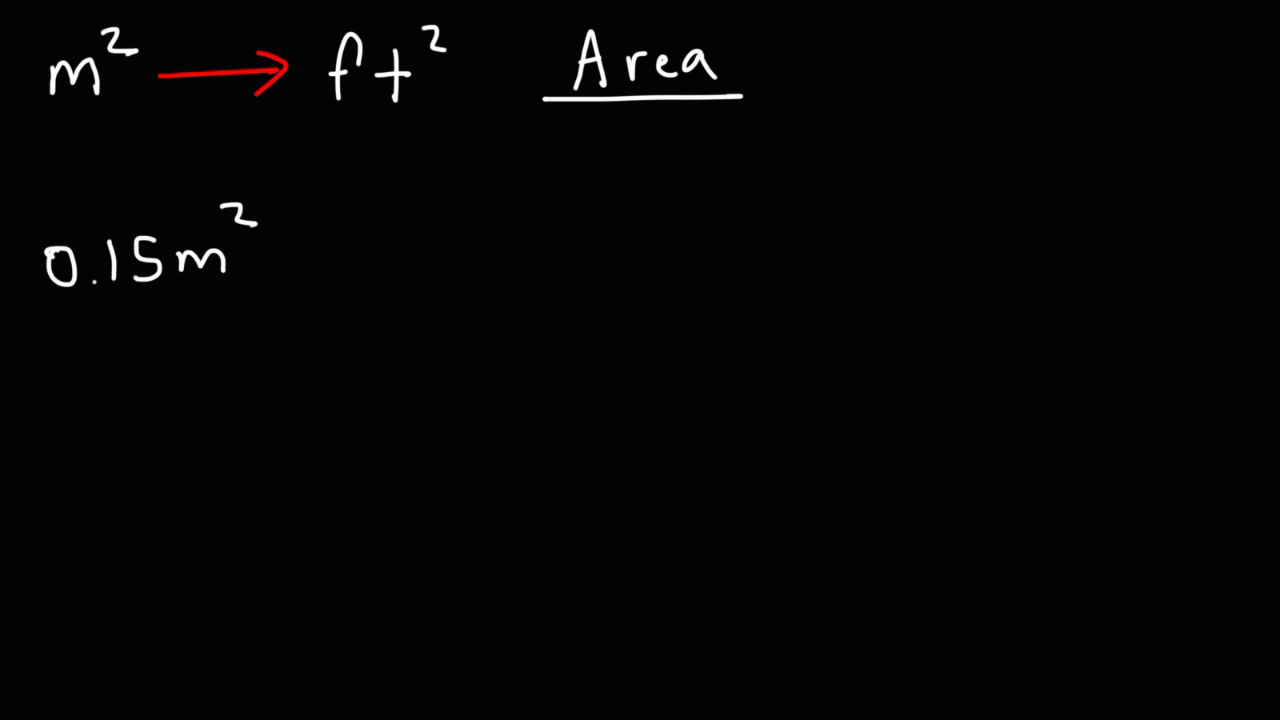 m² → ft² Area
0.15m²